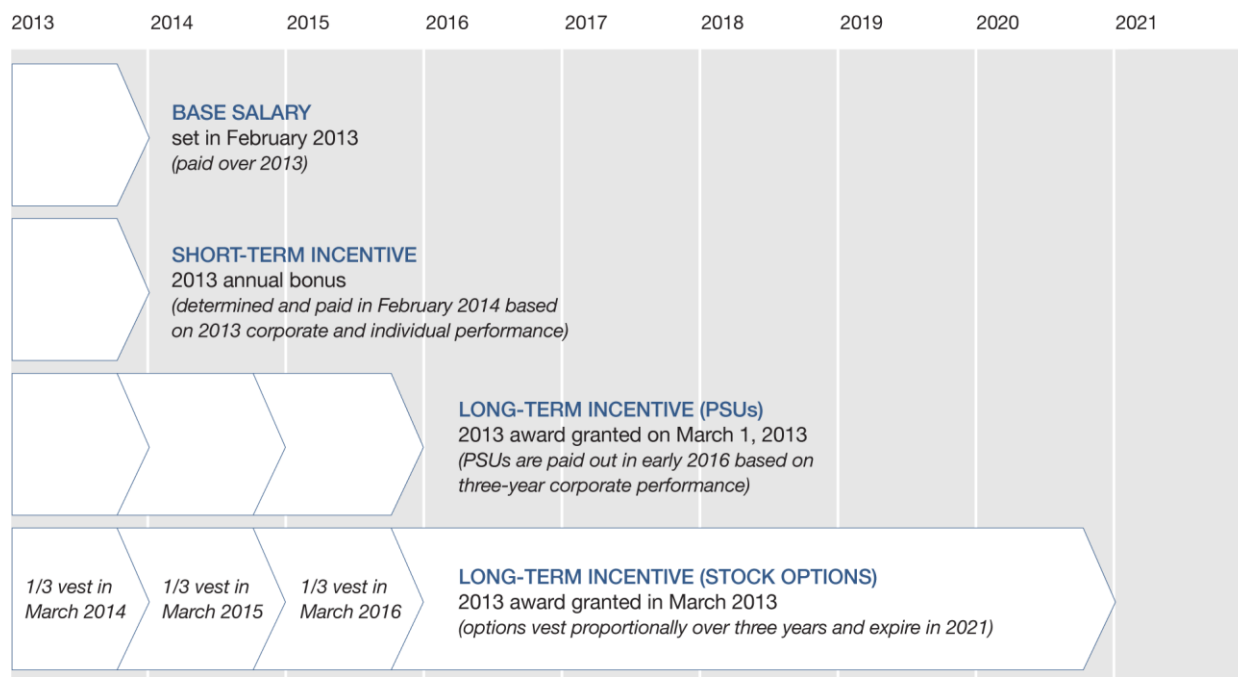 2013 2014 2015 2016 2017 2018 2019 2020 2021
BASE SALARY
set in February 2013
(paid over 2013)
SHORT-TERM INCENTIVE
2013 annual bonus
(determined and paid in February 2014 based
on 2013 corporate and individual performance)
LONG-TERM INCENTIVE (PSUs)
2013 award granted on March 1, 2013
(PSUs are paid out in early 2016 based on
three-year corporate performance)
1/3 vest in
March 2014
1/3 vest in
March 2015
1/3 vest in
March 2016
LONG-TERM INCENTIVE (STOCK OPTIONS)
2013 award granted in March 2013
(options vest proportionally over three years and expire in 2021)